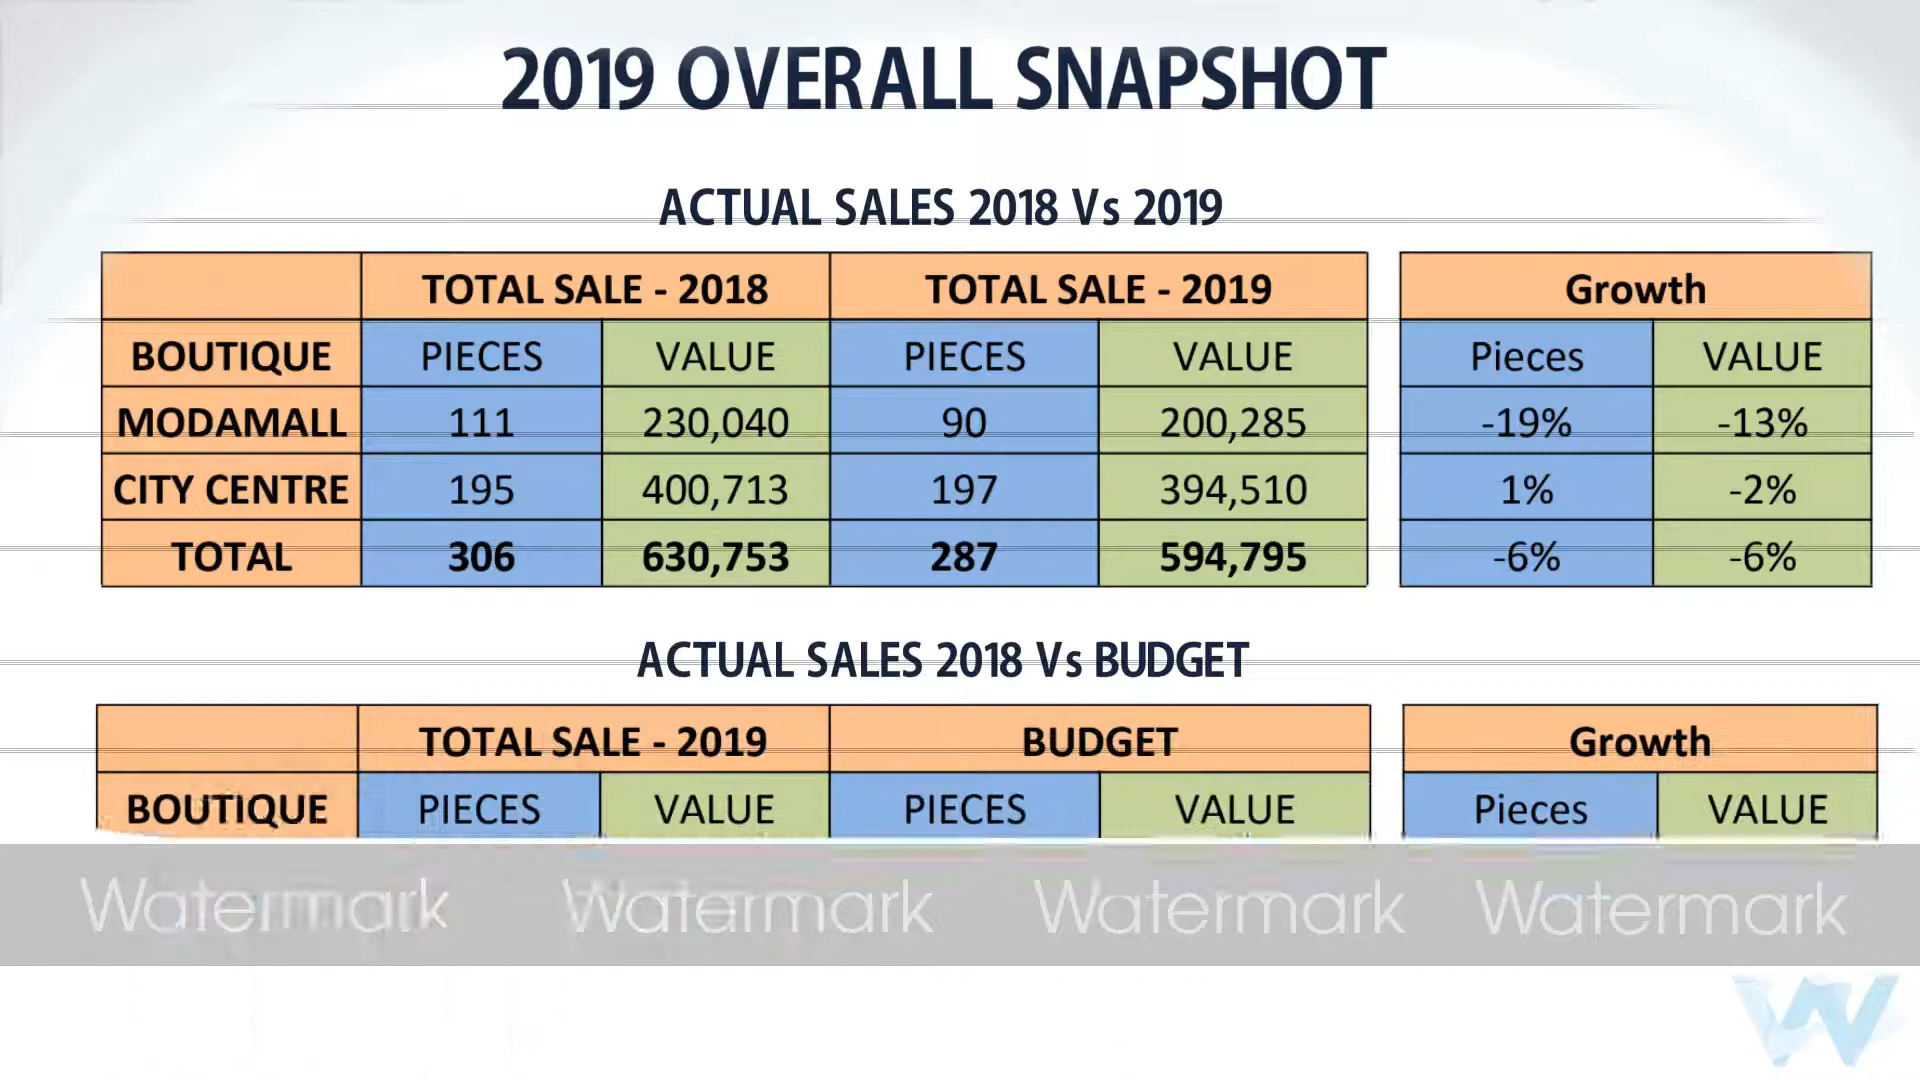 2019 OVERALL SNAPSHOT
ACTUAL SALES 2018 Vs 2019
TOTAL SALE - 2018 TOTAL SALE - 2019 Growth
BOUTIQUE PIECES VALUE PIECES VALUE Pieces VALUE
MODAMALL 111 230,040 90 200,285 -19% -13%
CITY CENTRE 195 400,713 197 394,510 1% -2%
TOTAL 306 630,753 287 594,795 -6% -6%
ACTUAL SALES 2018 Vs BUDGET
TOTAL SALE - 2019 BUDGET Growth
BOUTIQUE PIECES VALUE PIECES VALUE Pieces VALUE
Watermark Watermark Watermark Watermark